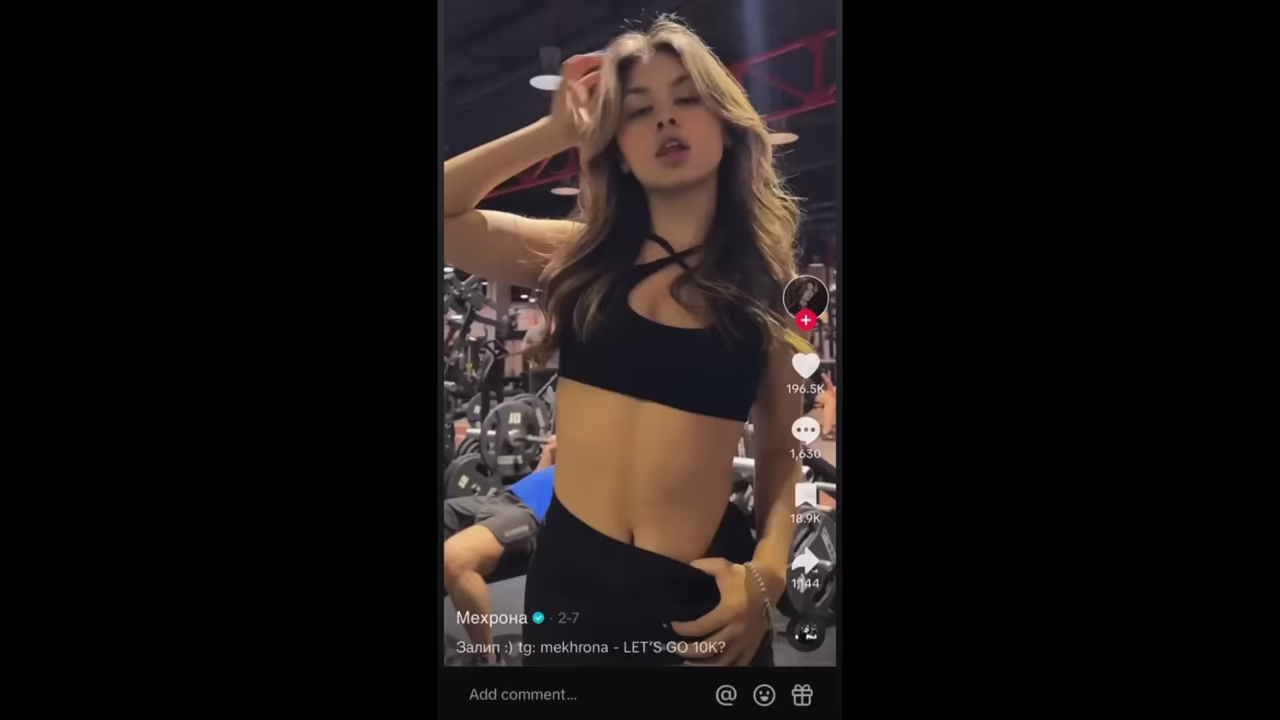 10
196.5K
1,630
18.9K
1,144
Мехрона · 2-7
Залип :) tg: mekhrona - LET'S GO 10K?
Add comment...